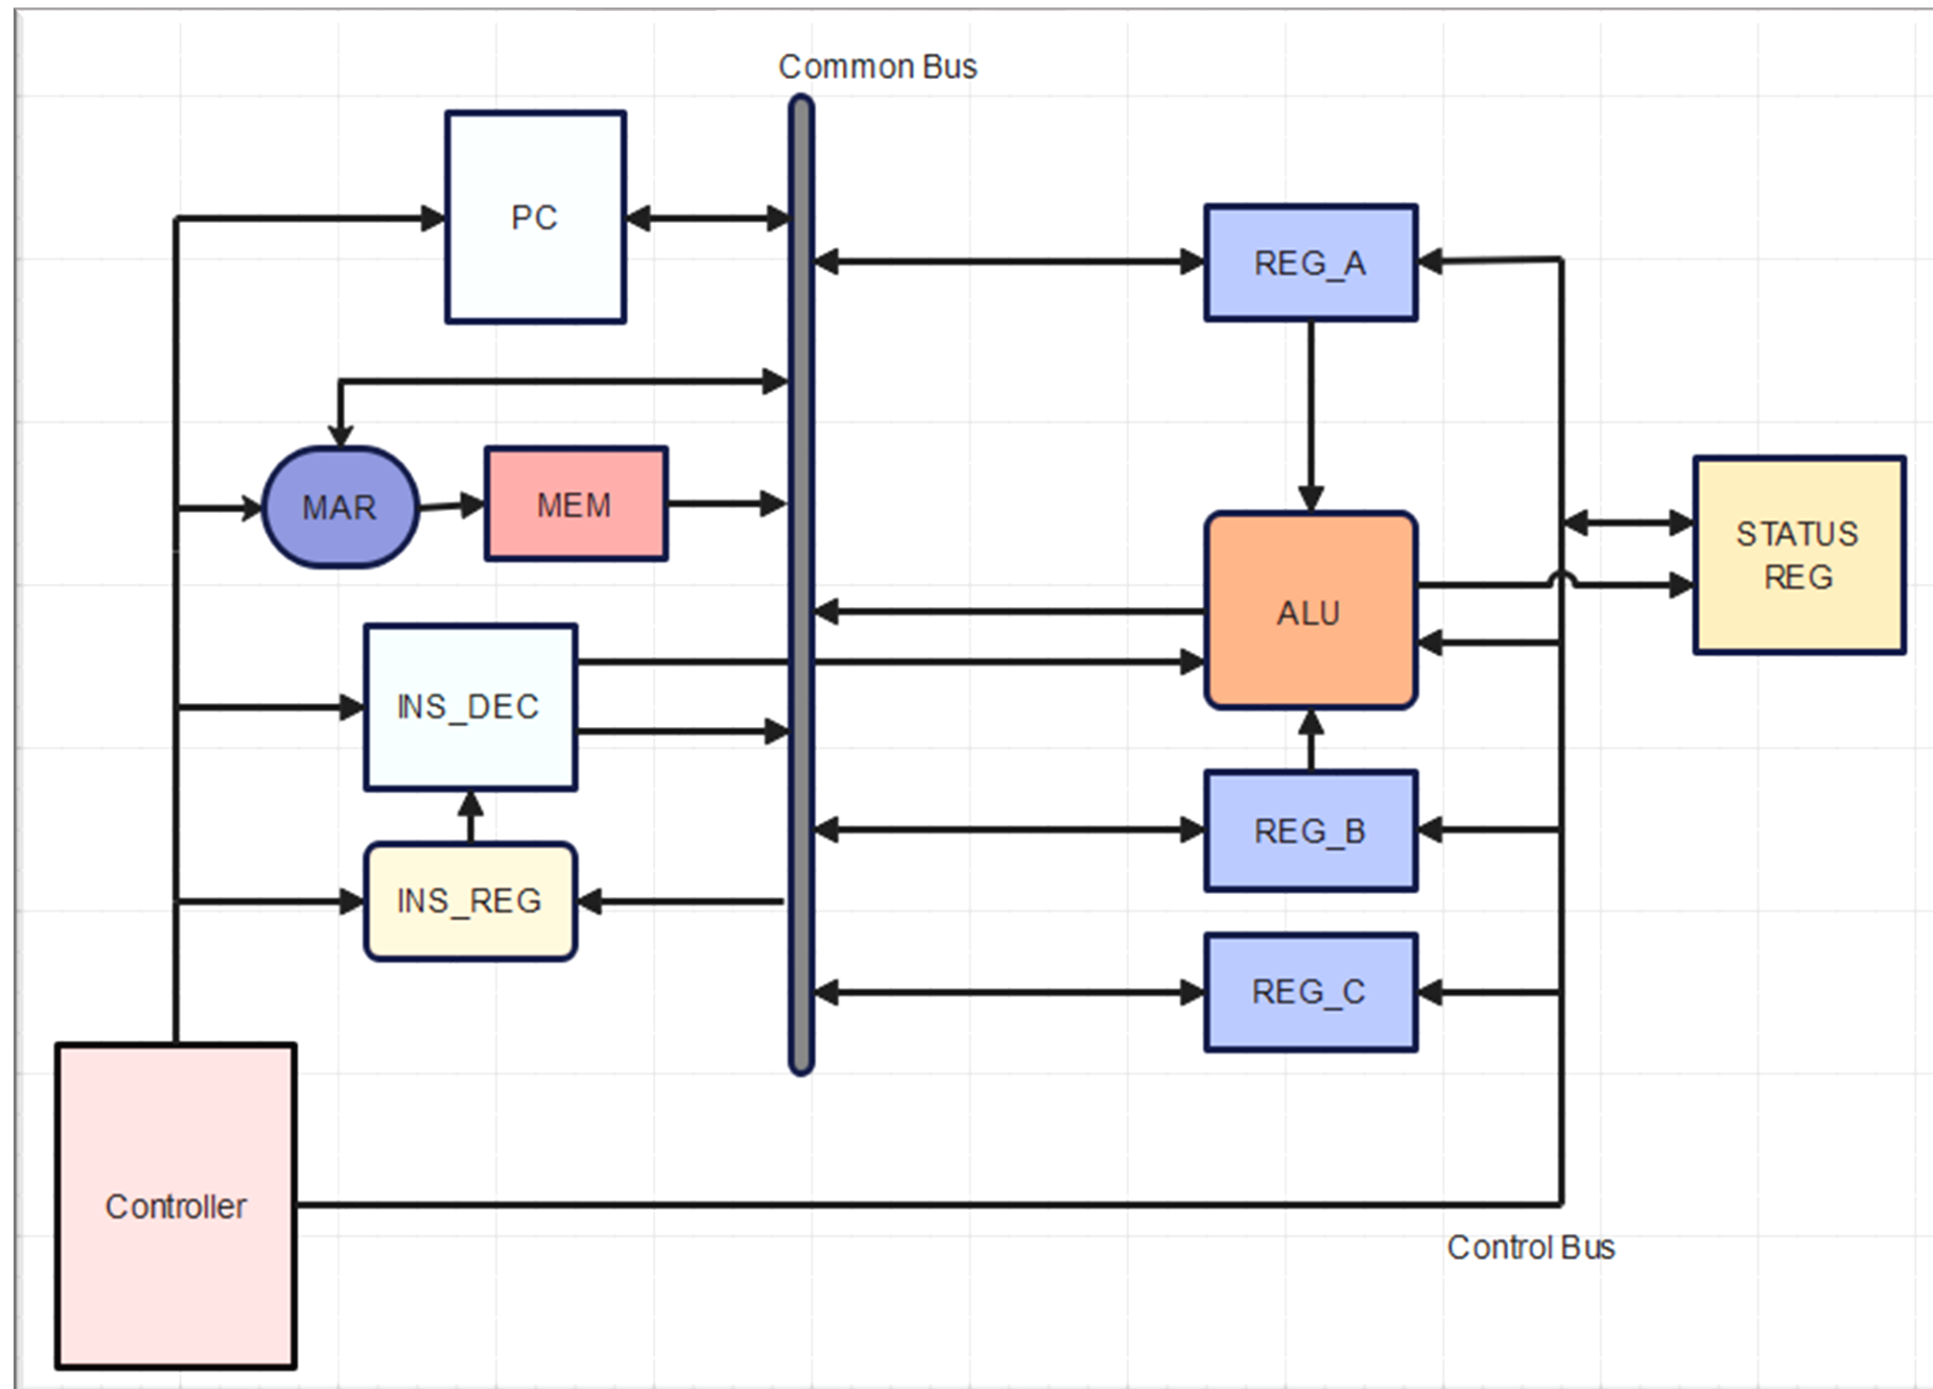 Common Bus
PC
REG_A
MAR
MEM
STATUS
REG
ALU
INS_DEC
REG_B
INS_REG
REG_C
Controller
Control Bus